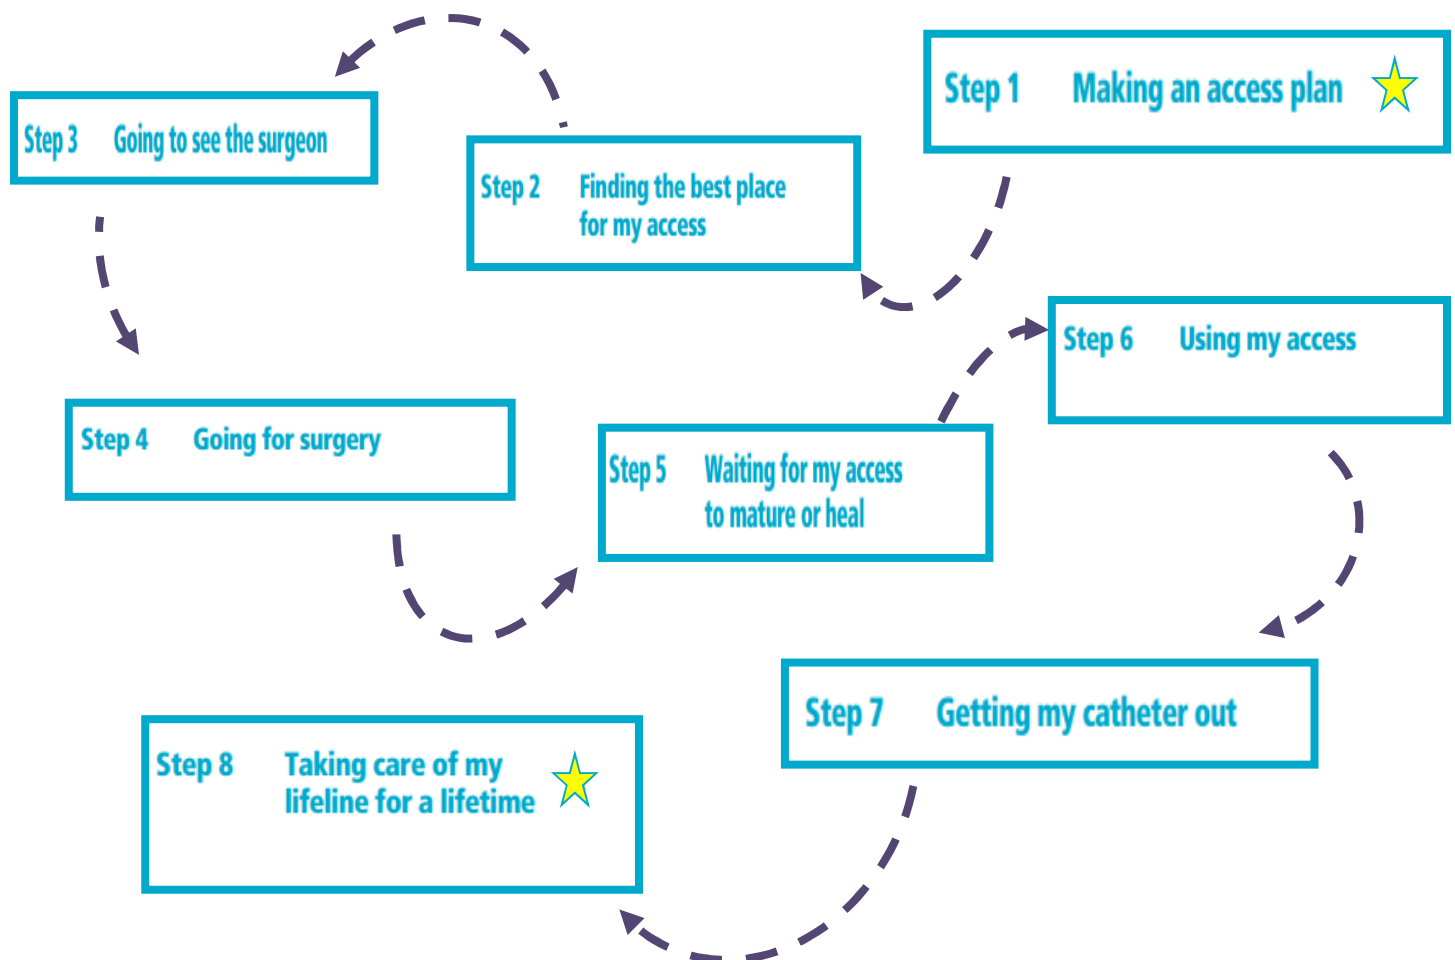 Step 1 Making an access plan
Step 2 Finding the best place
for my access
Step 3 Going to see the surgeon
Step 4 Going for surgery
Step 5 Waiting for my access
to mature or heal
Step 6 Using my access
Step 7 Getting my catheter out
Step 8 Taking care of my
lifeline for a lifetime